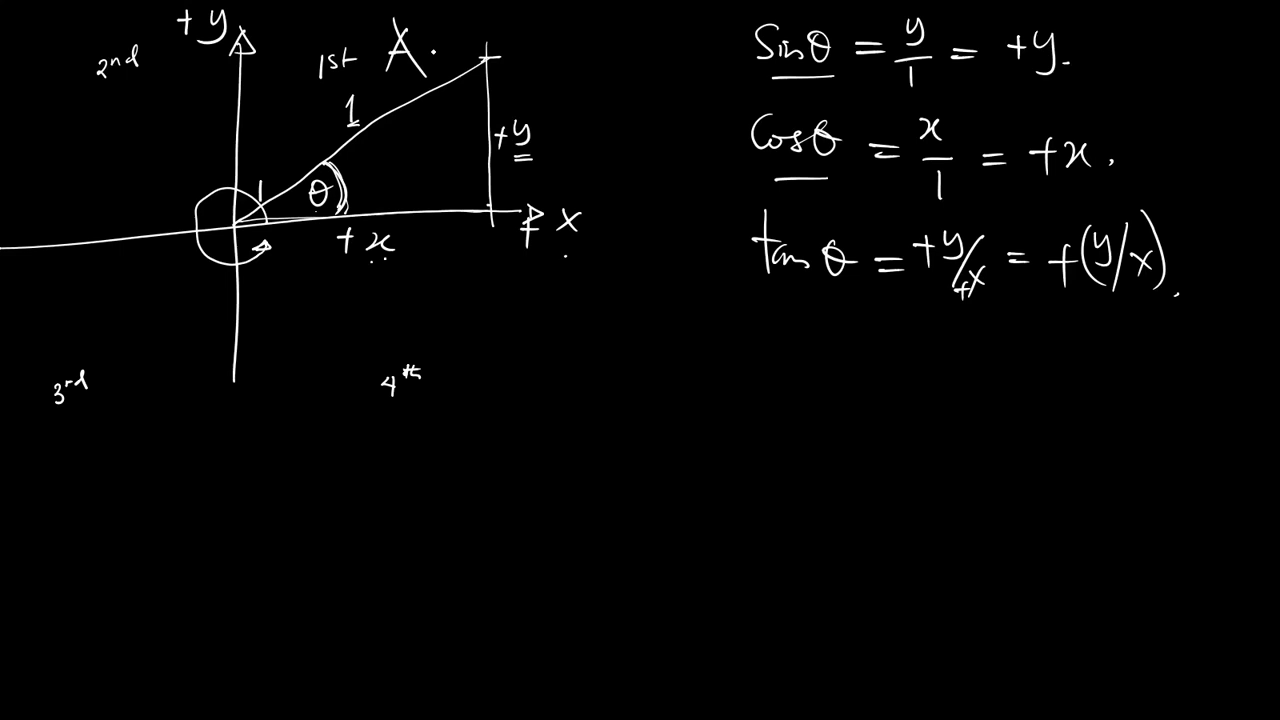 +y
2nd
1st A.
1
+y
θ
+x
+x
3rd
4th
Sinθ = y/1 = +y.
Cosθ = x/1 = +x.
tanθ = +y/+x = +(y/x).